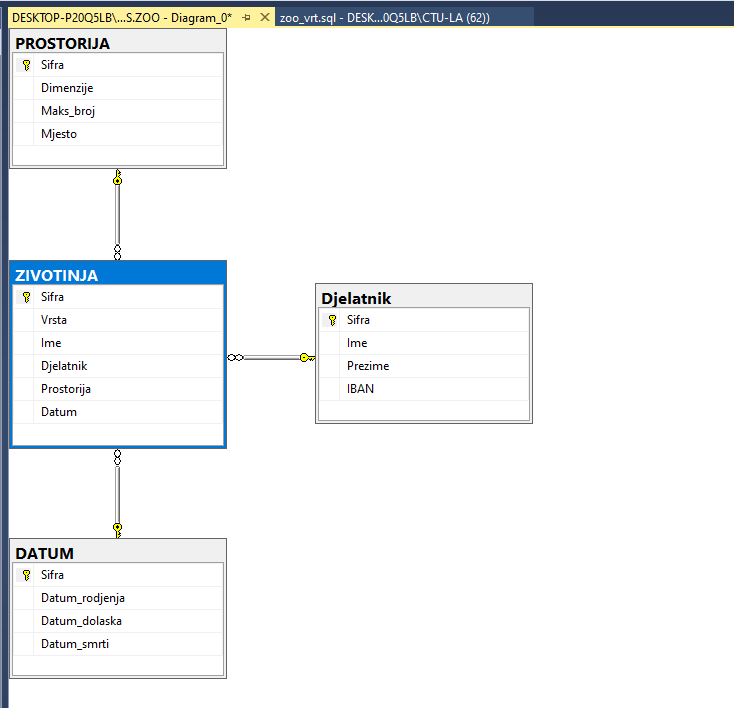 DESKTOP-P20Q5LB\...S.ZOO - Diagram_0* zoo_vrt.sql - DESK...0Q5LB\CTU-LA (62))
PROSTORIJA
Sifra
Dimenzije
Maks_broj
Mjesto
ZIVOTINJA
Sifra
Vrsta
Ime
Djelatnik
Prostorija
Datum
Djelatnik
Sifra
Ime
Prezime
IBAN
DATUM
Sifra
Datum_rodjenja
Datum_dolaska
Datum_smrti